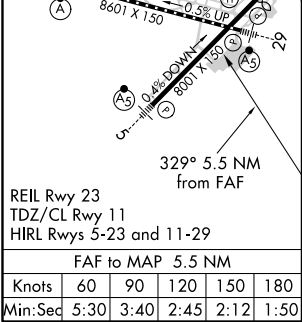 A
8601 X 150
0.5% UP
P
29
A5
0.4% DOWN
8001 X 150
P
A5
P
5
329° 5.5 NM
from FAF
REIL Rwy 23
TDZ/CL Rwy 11
HIRL Rwys 5-23 and 11-29
FAF to MAP 5.5 NM
Knots 60 90 120 150 180
Min:Sec 5:30 3:40 2:45 2:12 1:50